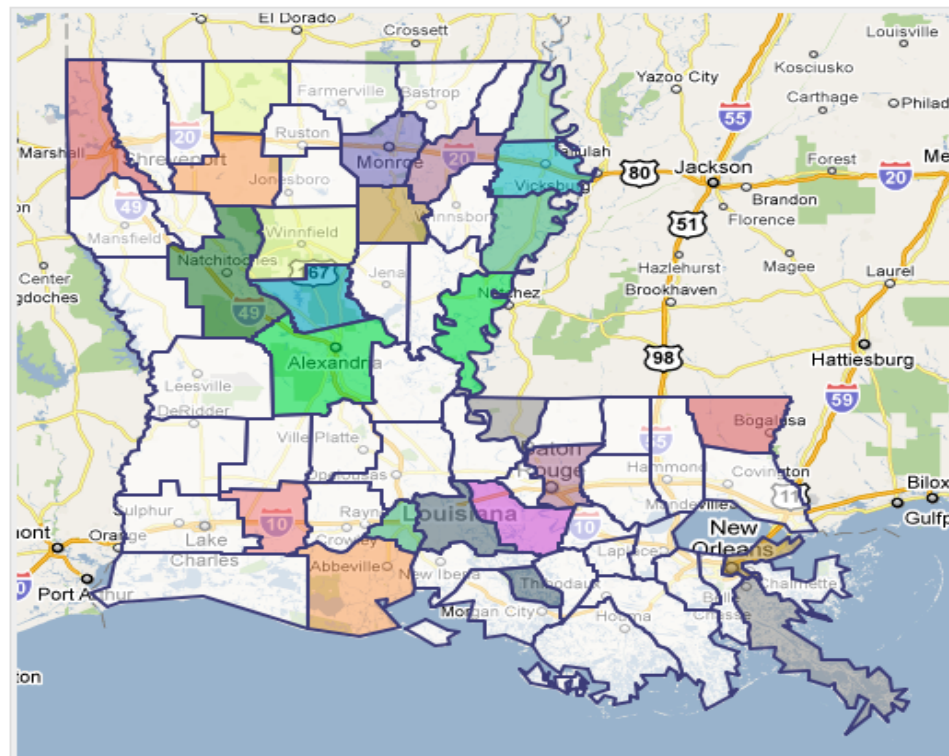 El Dorado
Crossett
Louisville
Kosciusko
Yazoo City
Farmerville
Bastrop
Carthage
Philad
55
20
Ruston
Marshall
Shreveport
Monroe
20
Tallulah
80
Jackson
Forest
Me
20
Jonesboro
Vicksburg
Brandon
Florence
49
Winnsboro
51
Mansfield
Winnfield
Natchitoches
Center
167
Jena
Hazlehurst
Magee
Laurel
gdoches
Natchez
Brookhaven
49
98
Hattiesburg
Alexandria
Leesville
59
DeRidder
Bogalusa
Ville Platte
Baton
Rouge
55
Opelousas
Hammond
Covington
Biloxi
11
Sulphur
10
Rayne
Louisiana
Mandeville
Gulfp
mont
Orange
Lake
Charles
Crowley
10
New
Orleans
Laplace
Abbeville
New Iberia
Thibodaux
Chalmette
Port Arthur
Morgan City
Houma
Belle
Chasse
ton